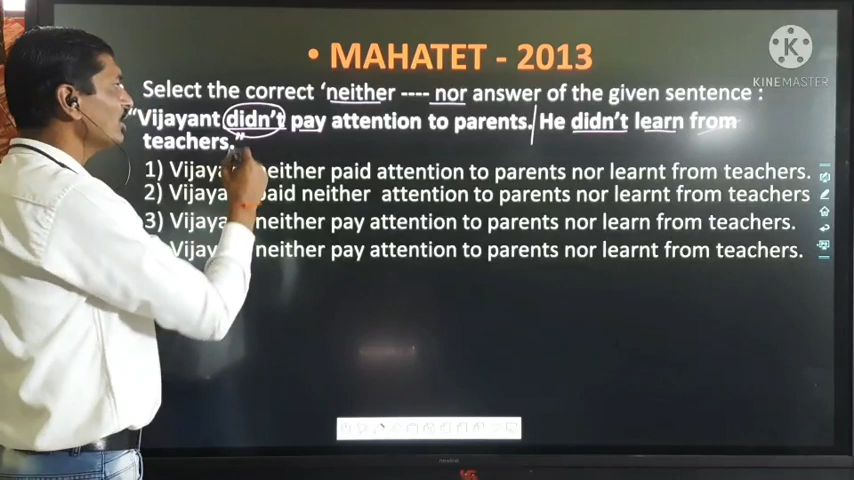 • MAHATET - 2013
K
KINEMASTER
Select the correct 'neither ---- nor answer of the given sentence :
"Vijayant didn't pay attention to parents. He didn't learn from
teachers."
1) Vijaya neither paid attention to parents nor learnt from teachers.
2) Vijaya paid neither attention to parents nor learnt from teachers
3) Vijaya neither pay attention to parents nor learn from teachers.
Vijaya neither pay attention to parents nor learnt from teachers.